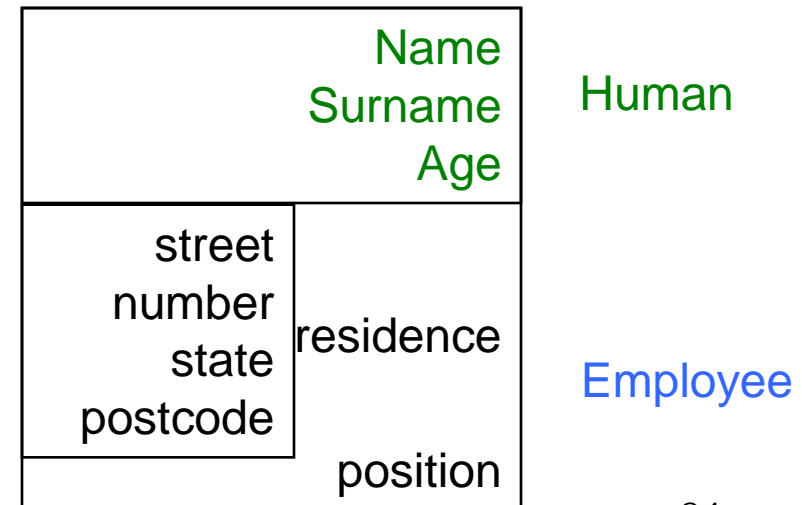 Name
Surname
Age
Human
street
number
state
postcode
residence
position
Employee